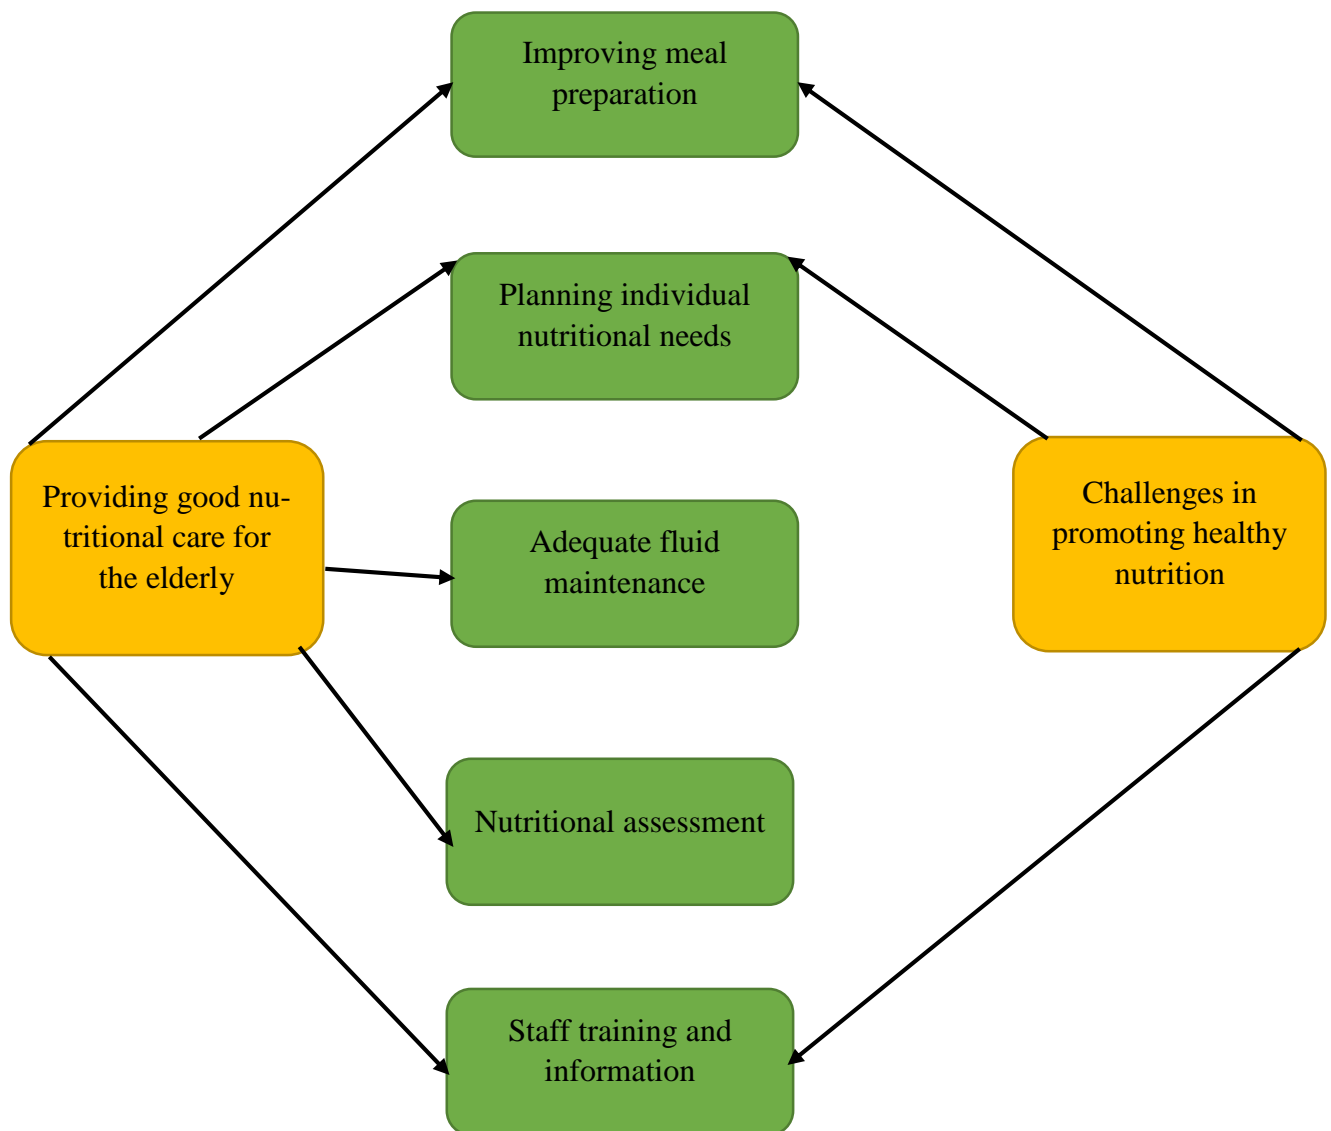 Improving meal
preparation
Planning individual
nutritional needs
Providing good nu-
tritional care for
the elderly
Challenges in
promoting healthy
nutrition
Adequate fluid
maintenance
Nutritional assessment
Staff training and
information